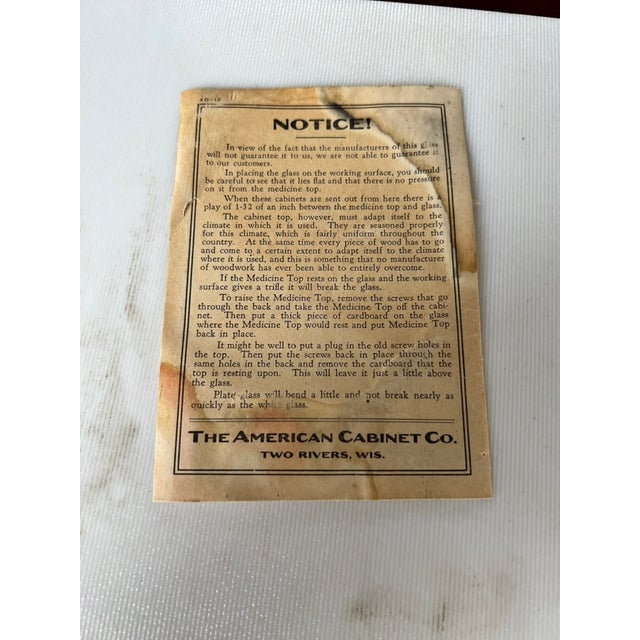 NOTICE!
In view of the fact that the manufacturers of this glass
will not guarantee it to us, we are not able to guarantee it
to our customers.
In placing the glass on the working surface, you should
be careful to see that it lies flat and that there is no pressure
on it from the medicine top.
When these cabinets are sent out from here there is a
play of 1-32 of an inch between the medicine top and glass.
The cabinet top, however, must adapt itself to the
climate in which it is used. They are seasoned properly
for this climate, which is fairly uniform throughout the
country. At the same time every piece of wood has to go
and come to a certain extent to adapt itself to the climate
where it is used, and this is something that no manufacturer
of woodwork has ever been able to entirely overcome.
If the Medicine Top rests on the glass and the working
surface gives a trifle it will break the glass.
To raise the Medicine Top, remove the screws that go
through the back and take the Medicine Top off the cabi-
net. Then put a thick piece of cardboard on the glass
where the Medicine Top would rest and put Medicine Top
back in place.
It might be well to put a plug in the old screw holes in
the top. Then put the screws back in place through the
same holes in the back and remove the cardboard that the
top is resting upon. This will leave it just a little above
the glass.
Plate glass will bend a little and not break nearly as
quickly as the white glass.
THE AMERICAN CABINET CO.
TWO RIVERS, WIS.